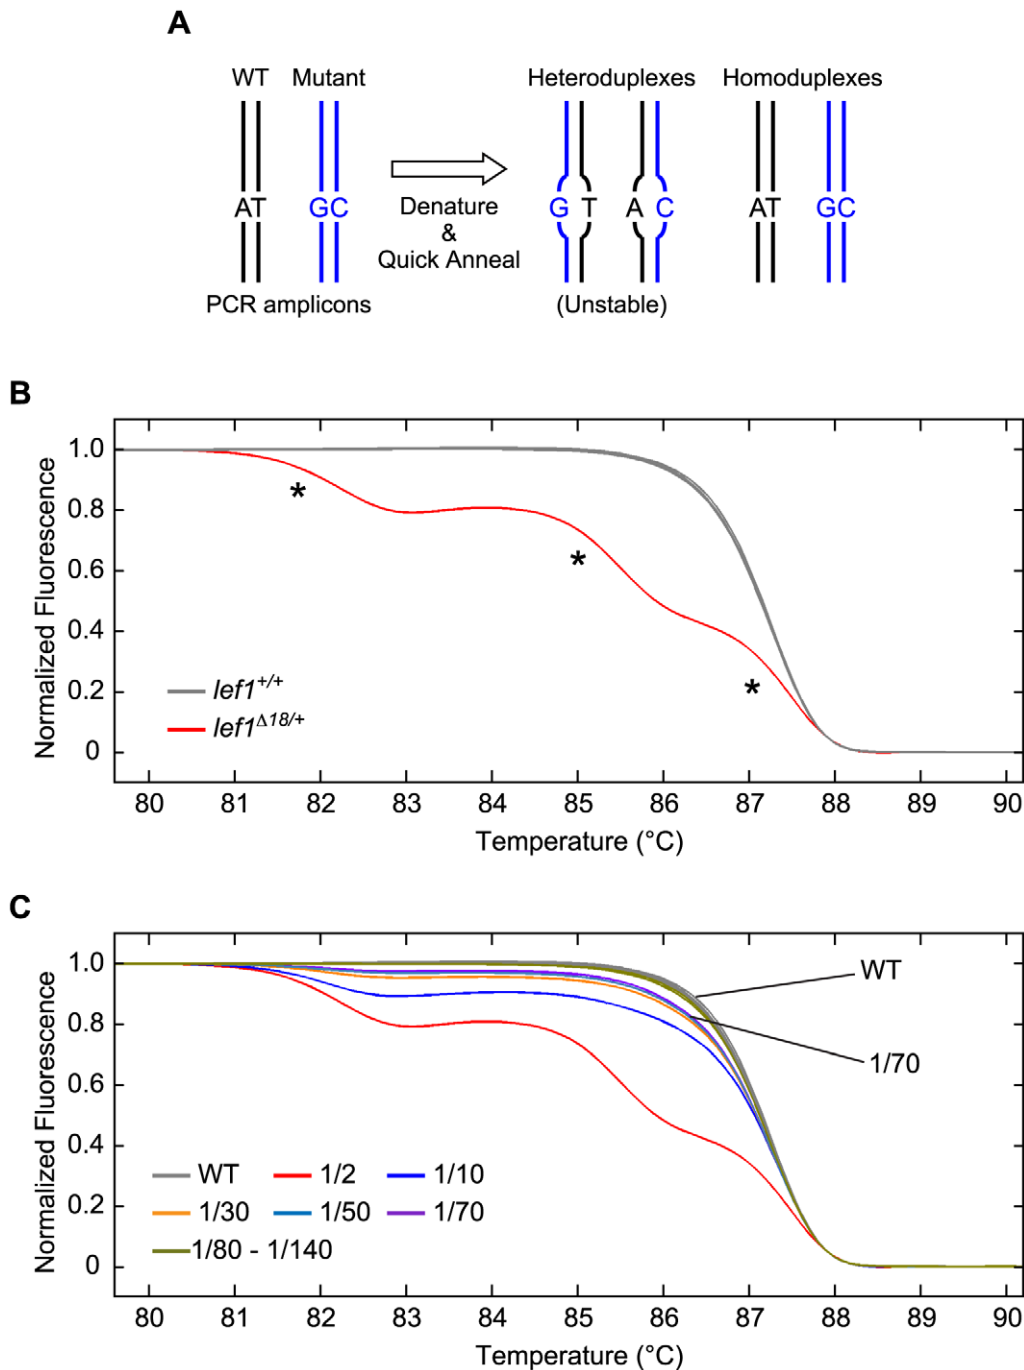 A
WT Mutant Heteroduplexes Homoduplexes
AT GC G T A C AT GC
Denature
&
Quick Anneal
PCR amplicons (Unstable)
B
Normalized Fluorescence
1.0
0.8
0.6
0.4
0.2
0
*
*
*
lef1+/+
lef1Δ18/+
80 81 82 83 84 85 86 87 88 89 90
Temperature (°C)
C
Normalized Fluorescence
1.0
0.8
0.6
0.4
0.2
0
WT
1/70
WT 1/2 1/10
1/30 1/50 1/70
1/80 - 1/140
80 81 82 83 84 85 86 87 88 89 90
Temperature (°C)